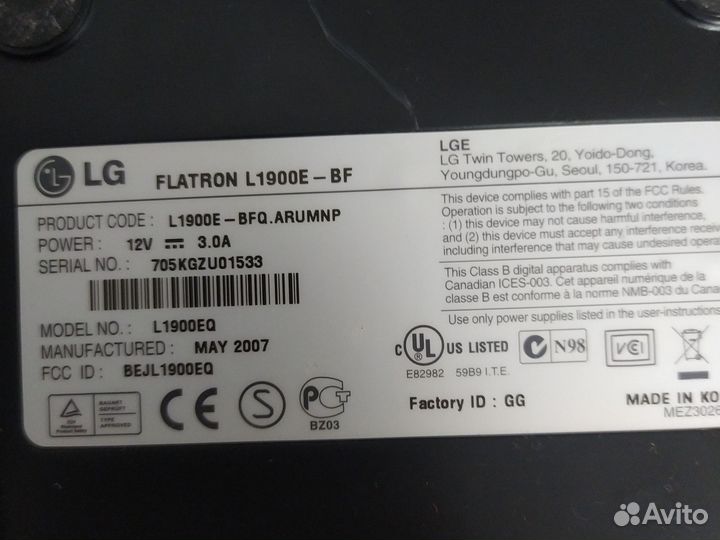 LG
FLATRON L1900E-BF
PRODUCT CODE : L1900E-BFQ.ARUMNP
POWER : 12V 3.0A
SERIAL NO. : 705KGZU01533
MODEL NO.: L1900EQ
MANUFACTURED : MAY 2007
FCC ID : BEJL1900EQ
LGE
LG Twin Towers, 20, Yoido-Dong,
Youngdungpo-Gu, Seoul, 150-721, Korea.
This device complies with part 15 of the FCC Rules.
Operation is subject to the following two conditions
: (1) this device may not cause harmful interference,
and (2) this device must accept any interference
including interference that may cause undesired
This Class B digital apparatus complies with
Canadian ICES-003. Cet appareil numérique de la
classe B est conforme à la norme NMB-003 du
Use only power supplies listed in the user-instructions
c UL US LISTED
E82982 59B9 I.T.E.
N98
VCI
TYPE
APPROVED
CE
S
PCT
BZ03
Factory ID : GG
MADE IN
Avito